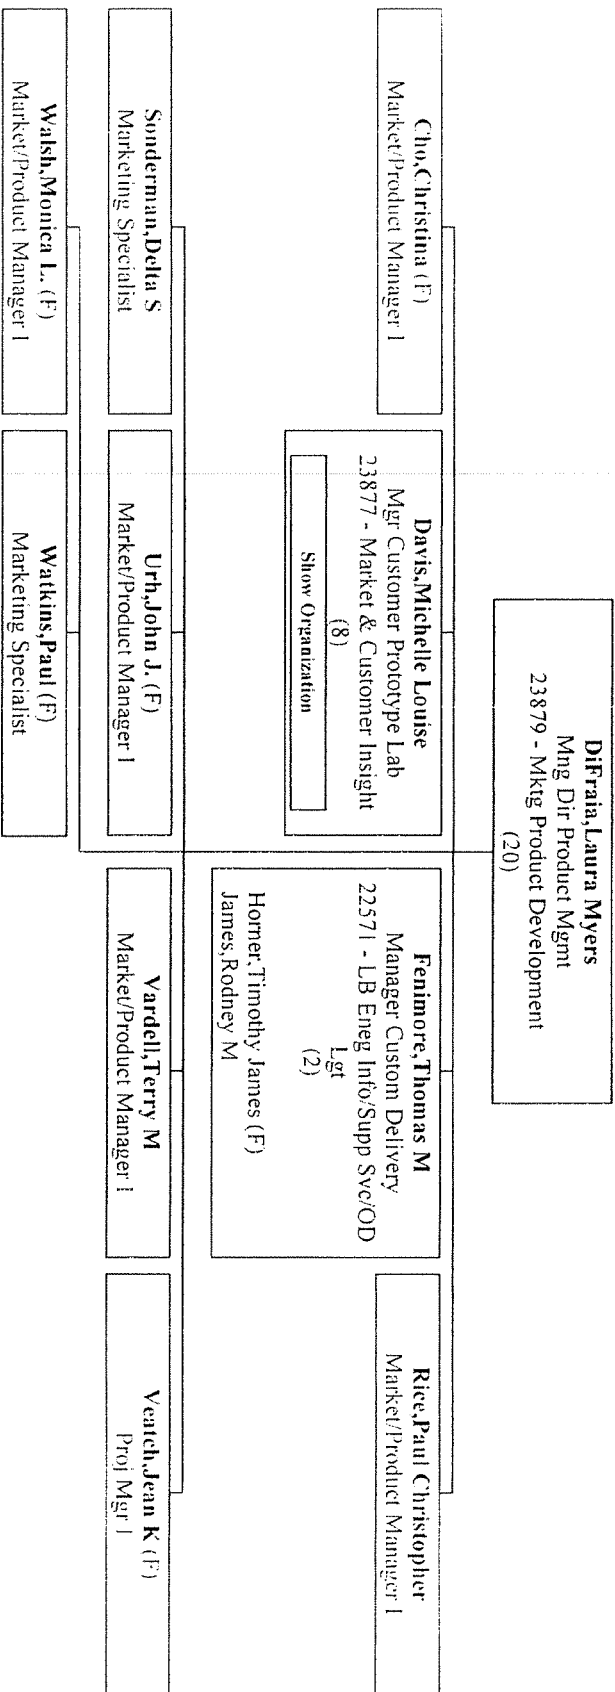 DiFraia,Laura Myers
Mng Dir Product Mgmt
23879 - Mktg Product Development
(20)
Cho,Christina (F)
Market/Product Manager I
Davis,Michelle Louise
Mgr Customer Prototype Lab
23877 - Market & Customer Insight
(8)
Show Organization
Fenimore,Thomas M
Manager Custom Delivery
22571 - LB Eneg Info/Supp Svc/OD
Lgt
(2)
Horner,Timothy James (F)
James,Rodney M
Rice,Paul Christopher
Market/Product Manager I
Sonderman,Delta S
Marketing Specialist
Urh,John J. (F)
Market/Product Manager I
Vardell,Terry M
Market/Product Manager I
Veatch,Jean K (F)
Proj Mgr I
Walsh,Monica L. (F)
Market/Product Manager I
Watkins,Paul (F)
Marketing Specialist